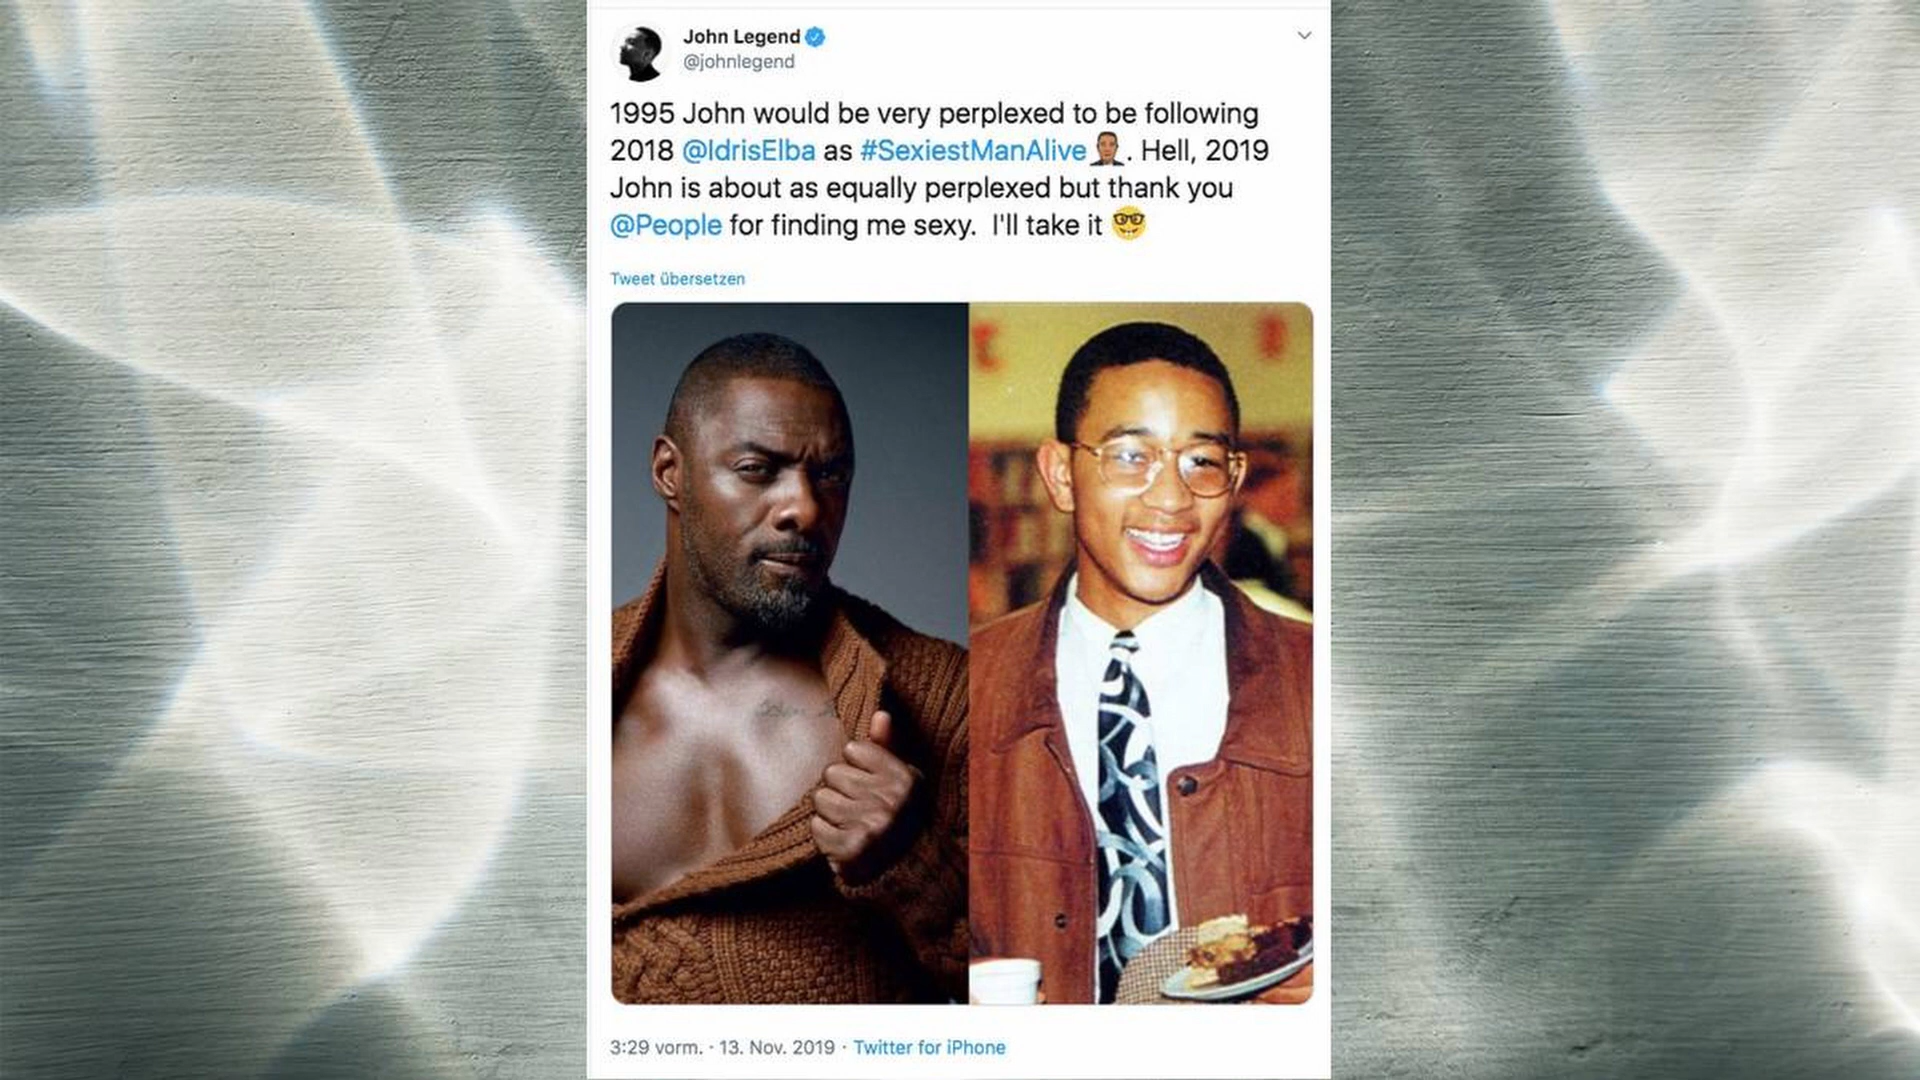 John Legend
@johnlegend
1995 John would be very perplexed to be following
2018 @IdrisElba as #SexiestManAlive. Hell, 2019
John is about as equally perplexed but thank you
@People for finding me sexy.  I'll take it 🤓
Tweet übersetzen
3:29 vorm. · 13. Nov. 2019 · Twitter for iPhone